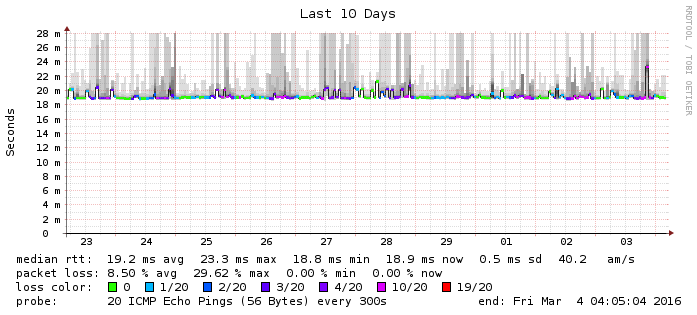 Last 10 Days
RRDTOOL / TOBI OETIKER
Seconds
28 m
26 m
24 m
22 m
20 m
18 m
16 m
14 m
12 m
10 m
8 m
6 m
4 m
2 m
0
23 24 25 26 27 28 29 01 02 03
median rtt: 19.2 ms avg 23.3 ms max 18.8 ms min 18.9 ms now 0.5 ms sd 40.2 am/s
packet loss: 8.50 % avg 29.62 % max 0.00 % min 0.00 % now
loss color: 0 1/20 2/20 3/20 4/20 10/20 19/20
probe: 20 ICMP Echo Pings (56 Bytes) every 300s end: Fri Mar 4 04:05:04 2016